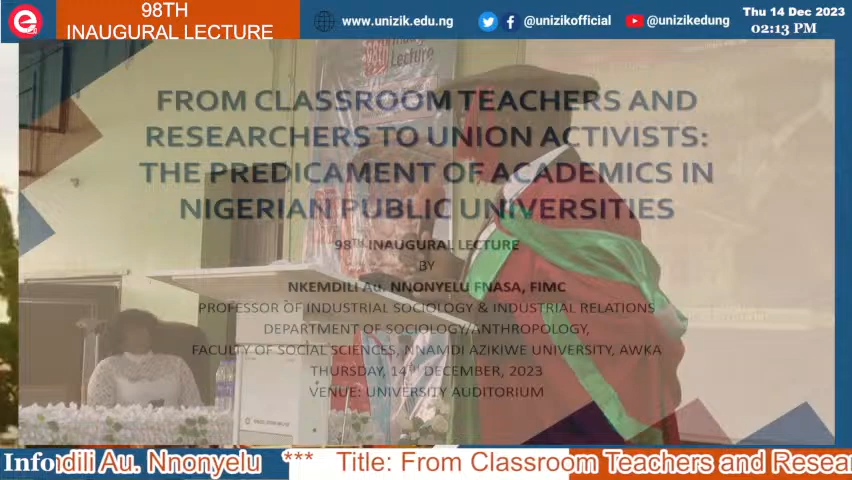 98TH
INAUGURAL LECTURE
www.unizik.edu.ng
@unizikofficial
@unizikedung
Thu 14 Dec 2023
02:13 PM
Lecture
FROM CLASSROOM TEACHERS AND
RESEARCHERS TO UNION ACTIVISTS:
THE PREDICAMENT OF ACADEMICS IN
NIGERIAN PUBLIC UNIVERSITIES
98TH INAUGURAL LECTURE
BY
NKEMDILI Au. NNONYELU FNASA, FIMC
PROFESSOR OF INDUSTRIAL SOCIOLOGY & INDUSTRIAL RELATIONS
DEPARTMENT OF SOCIOLOGY/ANTHROPOLOGY,
FACULTY OF SOCIAL SCIENCES, NNAMDI AZIKIWE UNIVERSITY, AWKA
THURSDAY, 14TH DECEMBER, 2023
VENUE: UNIVERSITY AUDITORIUM
Info dili Au. Nnonyelu *** Title: From Classroom Teachers and Resea